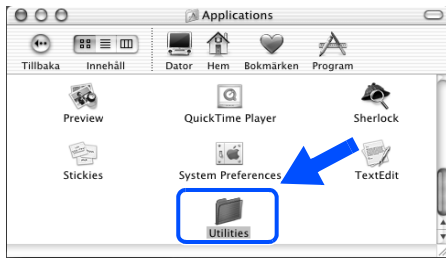 Applications
Tillbaka Innehåll Dator Hem Bokmärken Program
Preview QuickTime Player Sherlock
Stickies System Preferences TextEdit
Utilities